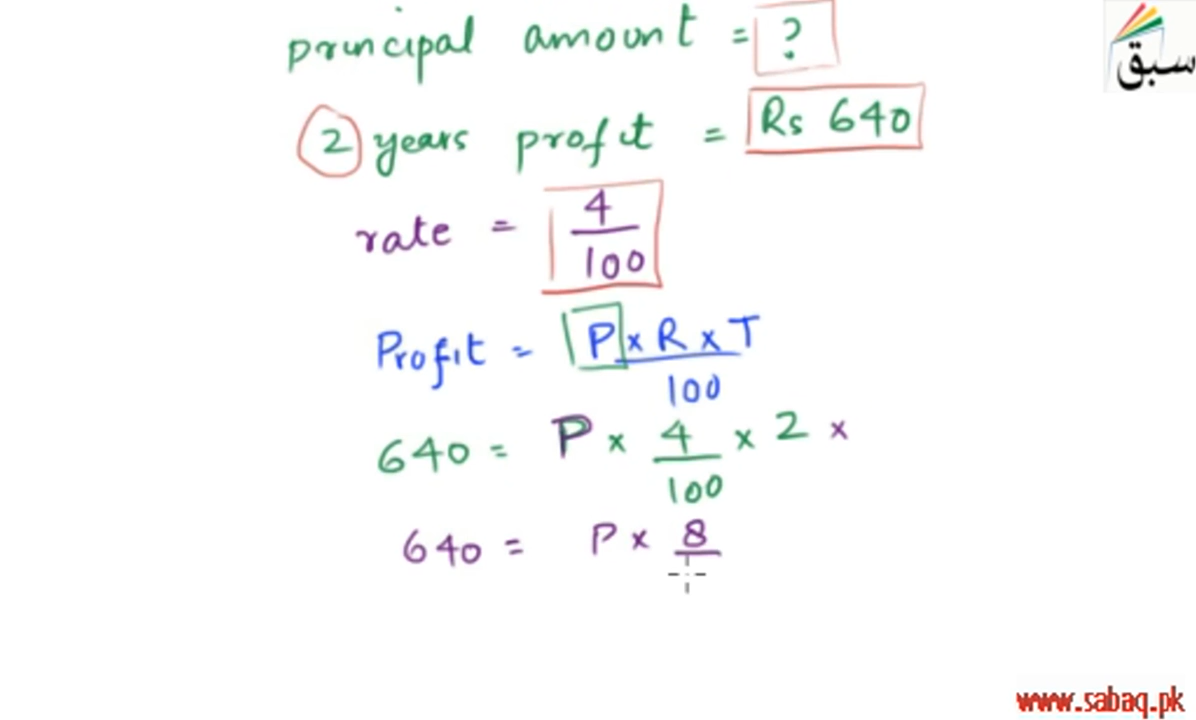 principal amount = ?
سبق
2 years profit = Rs 640
rate = 4/100
Profit = P x R x T / 100
640 = P x 4/100 x 2 x
640 = P x 8/
www.sabaq.pk